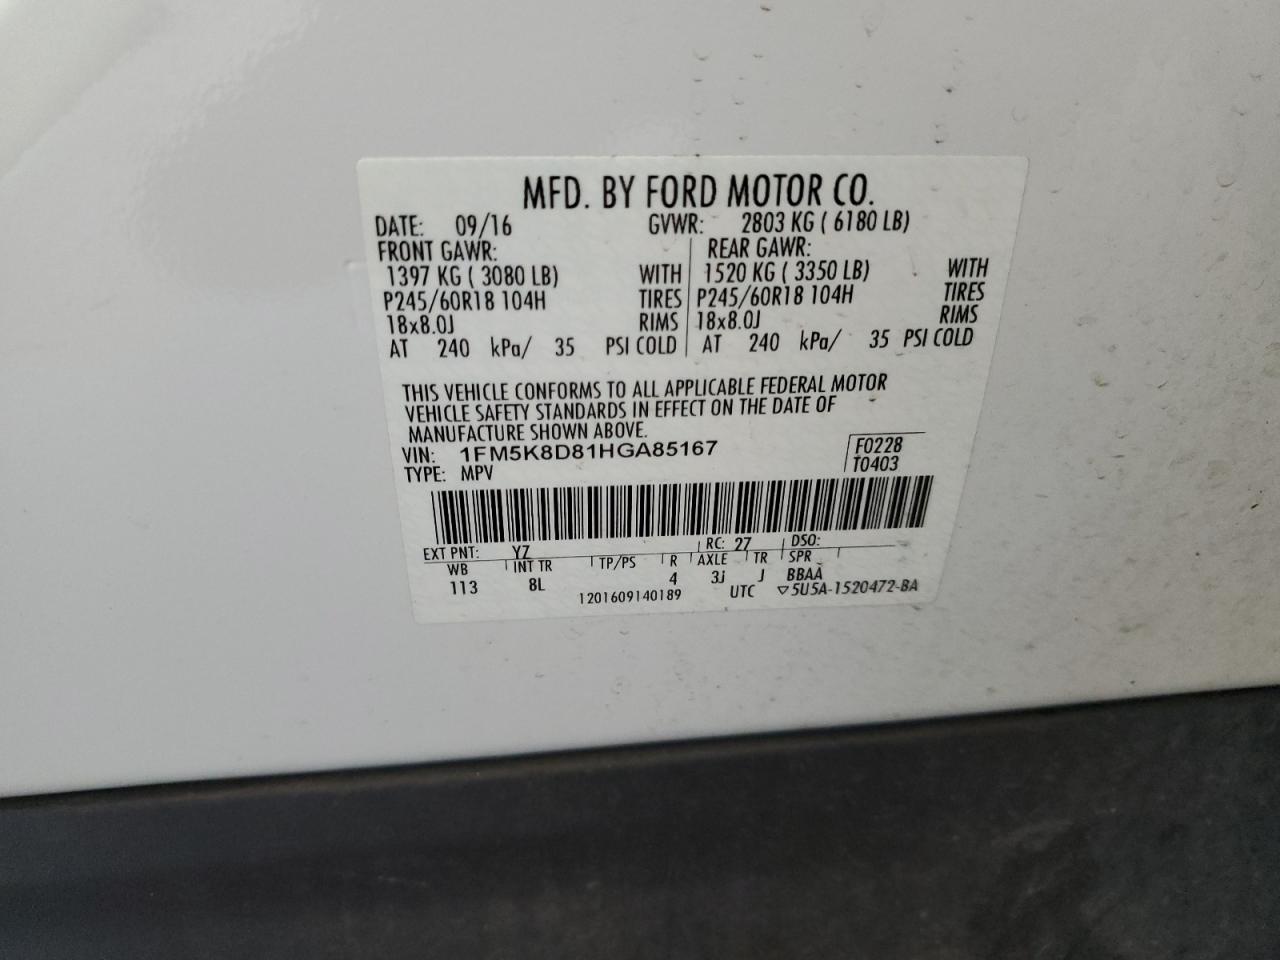 MFD. BY FORD MOTOR CO.
DATE: 09/16 GVWR: 2803 KG ( 6180 LB)
FRONT GAWR: REAR GAWR:
1397 KG ( 3080 LB) WITH 1520 KG ( 3350 LB) WITH
P245/60R18 104H TIRES P245/60R18 104H TIRES
18x8.0J RIMS 18x8.0J RIMS
AT 240 kPa/ 35 PSI COLD AT 240 kPa/ 35 PSI COLD
THIS VEHICLE CONFORMS TO ALL APPLICABLE FEDERAL MOTOR
VEHICLE SAFETY STANDARDS IN EFFECT ON THE DATE OF
MANUFACTURE SHOWN ABOVE.
VIN: 1FM5K8D81HGA85167 F0228
TYPE: MPV T0403
EXT PNT: YZ RC: 27 DSO:
WB INT TR TP/PS R AXLE TR SPR
113 8L 4 3J J BBAA
1201609140189 UTC ▽5U5A-1520472-BA